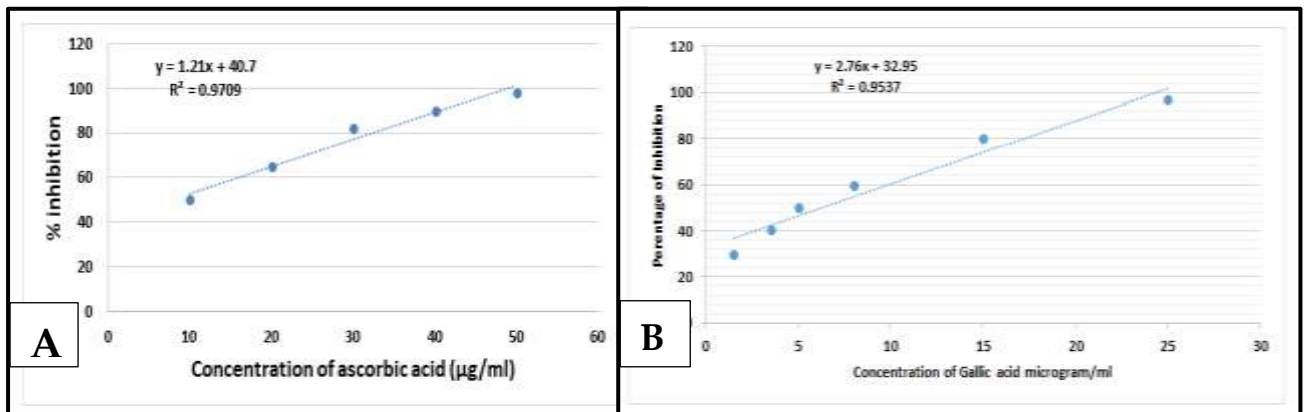 120
100
80
60
40
20
0
% inhibition
y = 1.21x + 40.7
R² = 0.9709
0 10 20 30 40 50 60
Concentration of ascorbic acid (µg/ml)
A
120
100
80
60
40
20
Perentage of inhibition
y = 2.76x + 32.95
R² = 0.9537
0 5 10 15 20 25 30
Concentration of Gallic acid microgram/ml
B